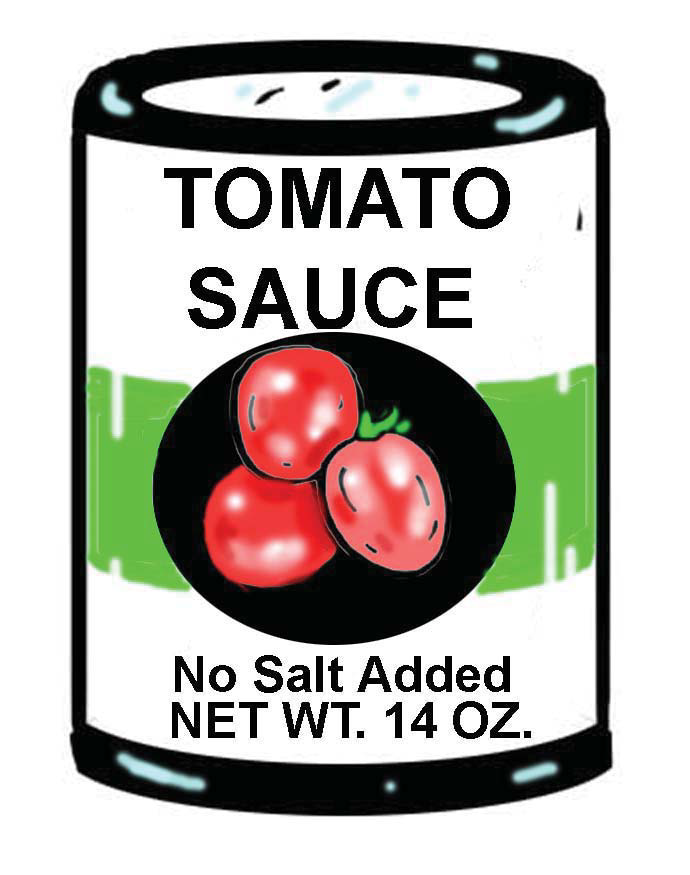 TOMATO
SAUCE
No Salt Added
NET WT. 14 OZ.